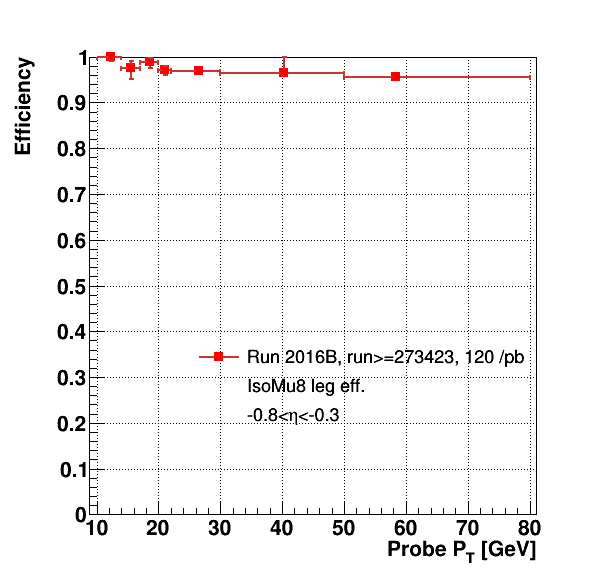 Efficiency
1
0.9
0.8
0.7
0.6
0.5
0.4
0.3
0.2
0.1
0
Run 2016B, run>=273423, 120 /pb
IsoMu8 leg eff.
-0.8<η<-0.3
10 20 30 40 50 60 70 80
Probe P_T [GeV]